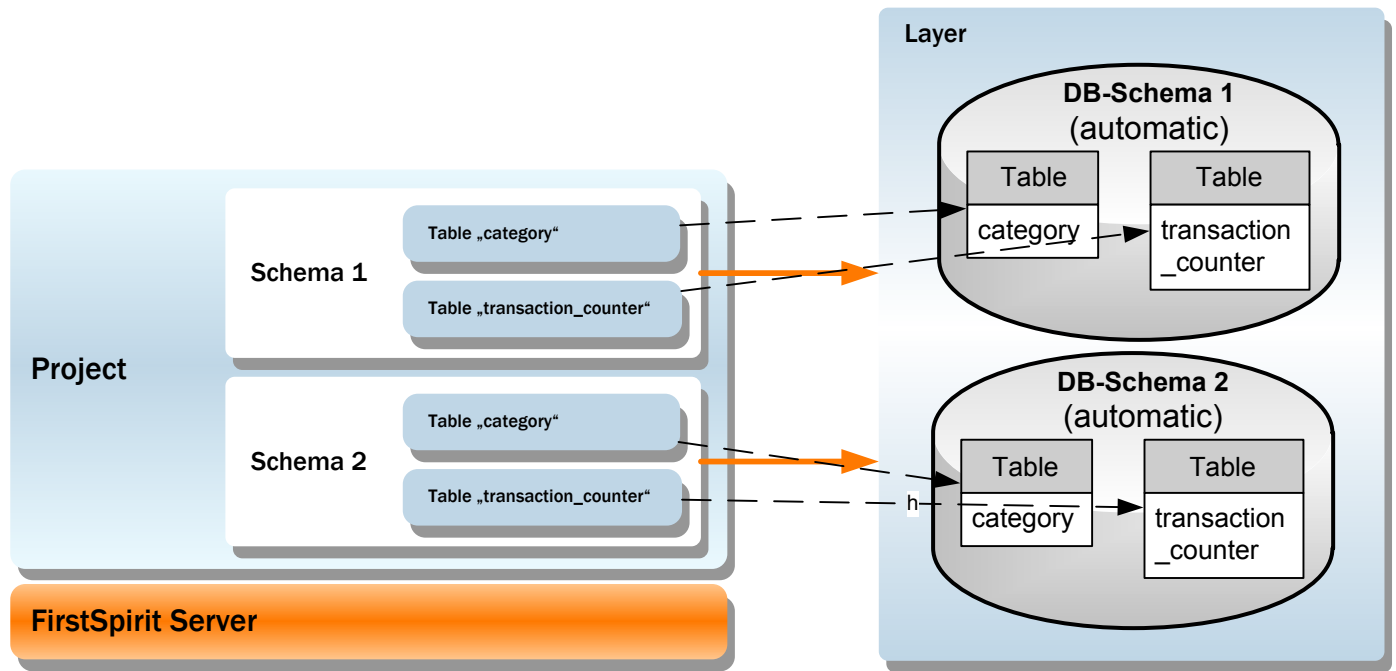 Layer
DB-Schema 1
(automatic)
Table
Table
category
transaction
_counter
Project
Schema 1
Table „category“
Table „transaction_counter“
Schema 2
Table „category“
Table „transaction_counter“
h
DB-Schema 2
(automatic)
Table
Table
category
transaction
_counter
FirstSpirit Server